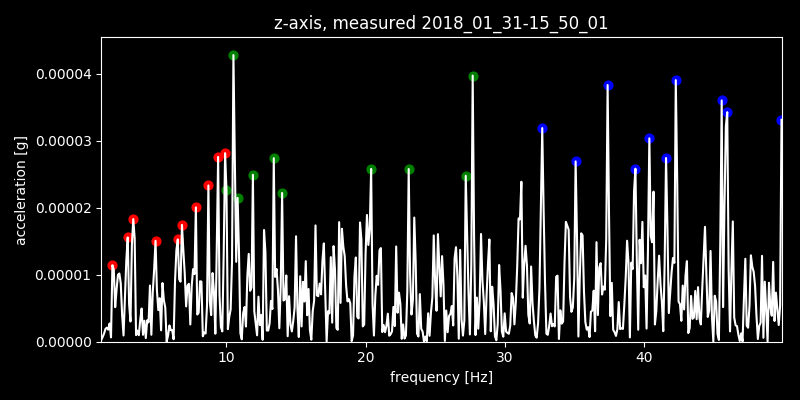 z-axis, measured 2018_01_31-15_50_01
0.00004
0.00003
0.00002
0.00001
0.00000
acceleration [g]
10 20 30 40
frequency [Hz]